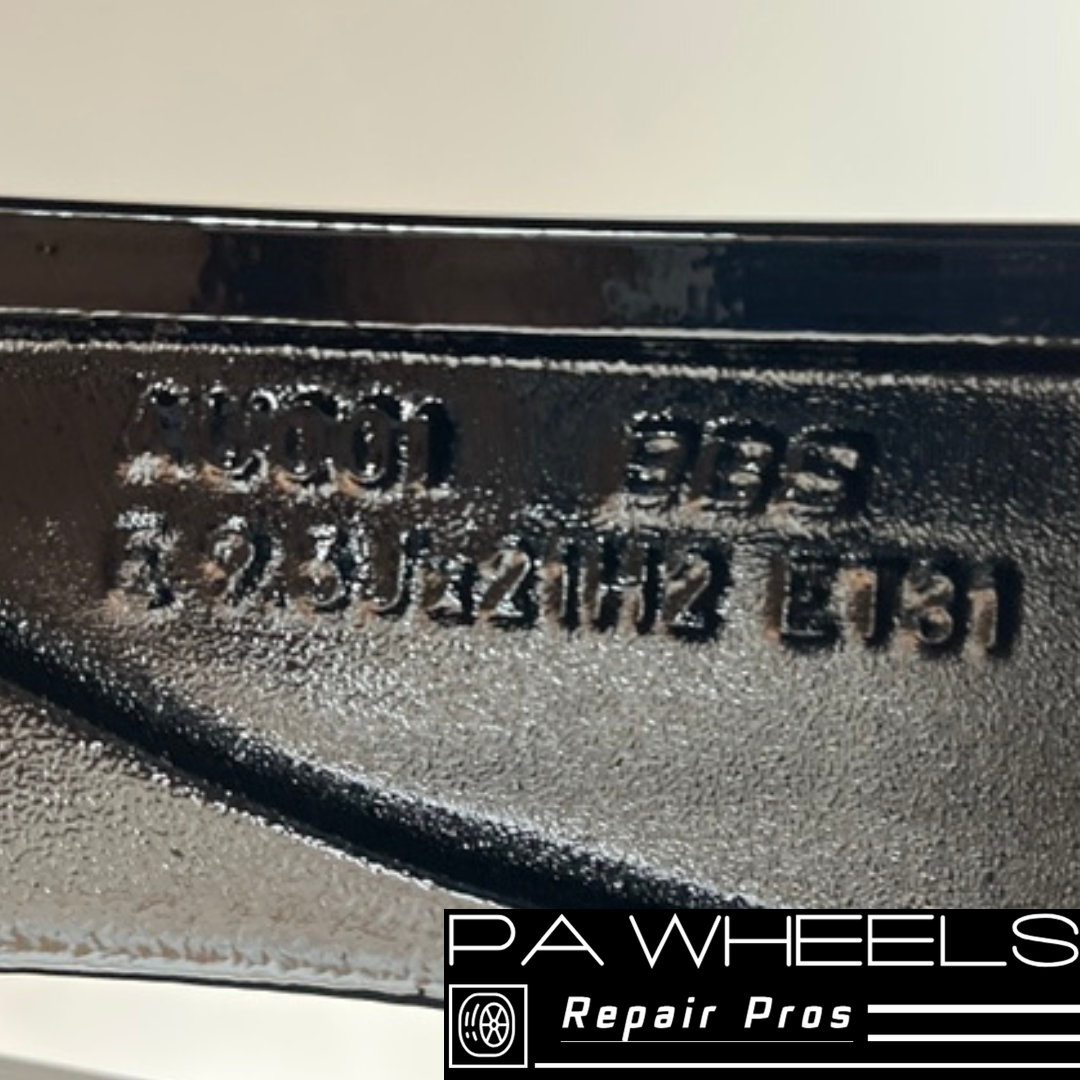 BBS
9.5Jx21H2 ET31
PA WHEELS
Repair Pros